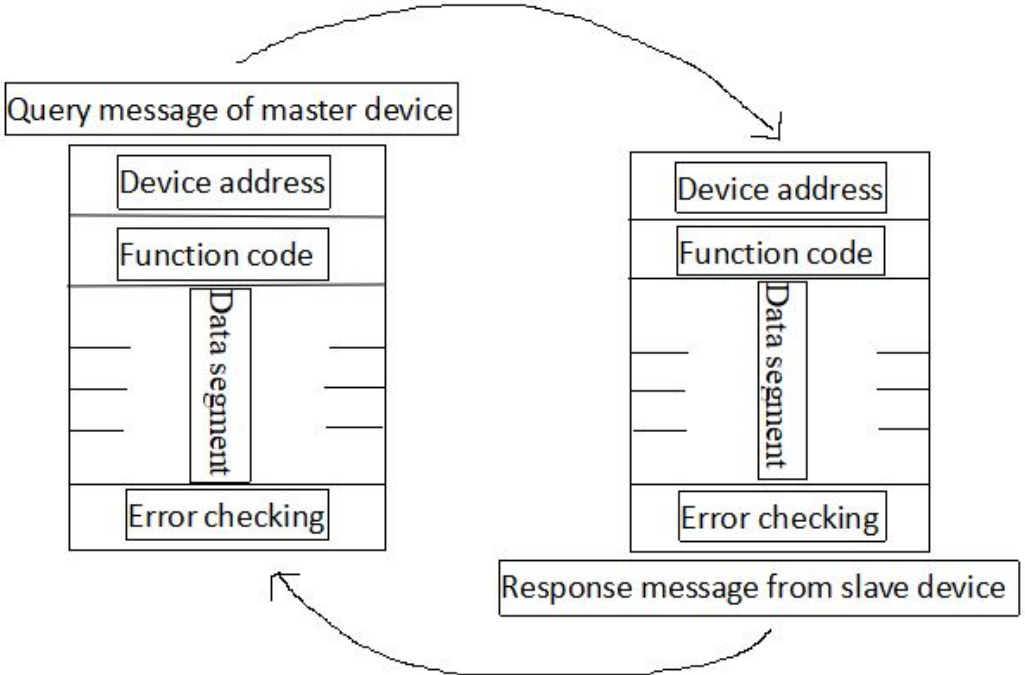 Query message of master device
Device address
Function code
Data segment
Error checking
Device address
Function code
Data segment
Error checking
Response message from slave device